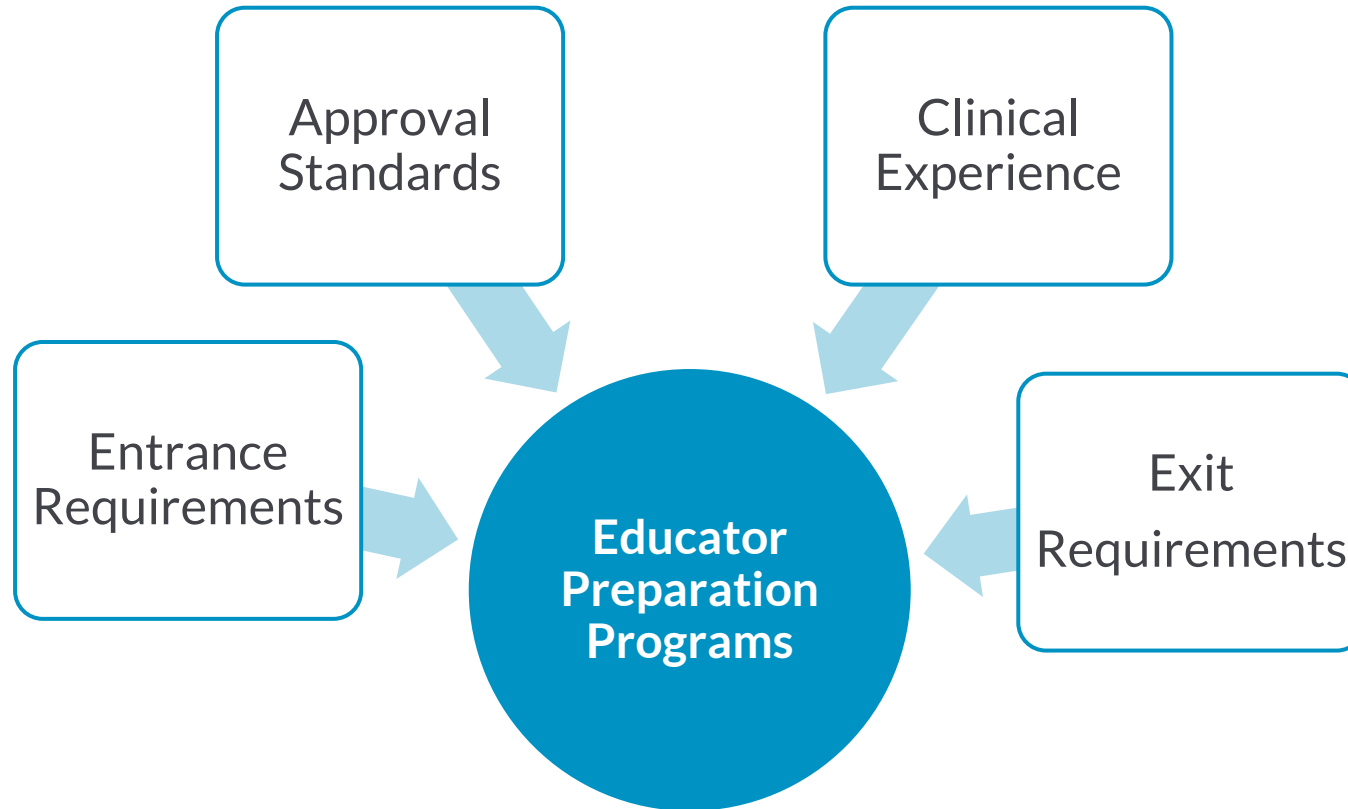 Approval
Standards
Clinical
Experience
Entrance
Requirements
Exit
Requirements
Educator
Preparation
Programs